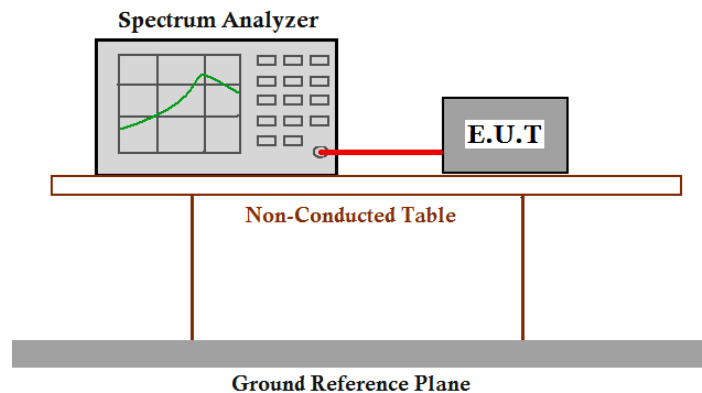 Spectrum Analyzer
E.U.T
Non-Conducted Table
Ground Reference Plane